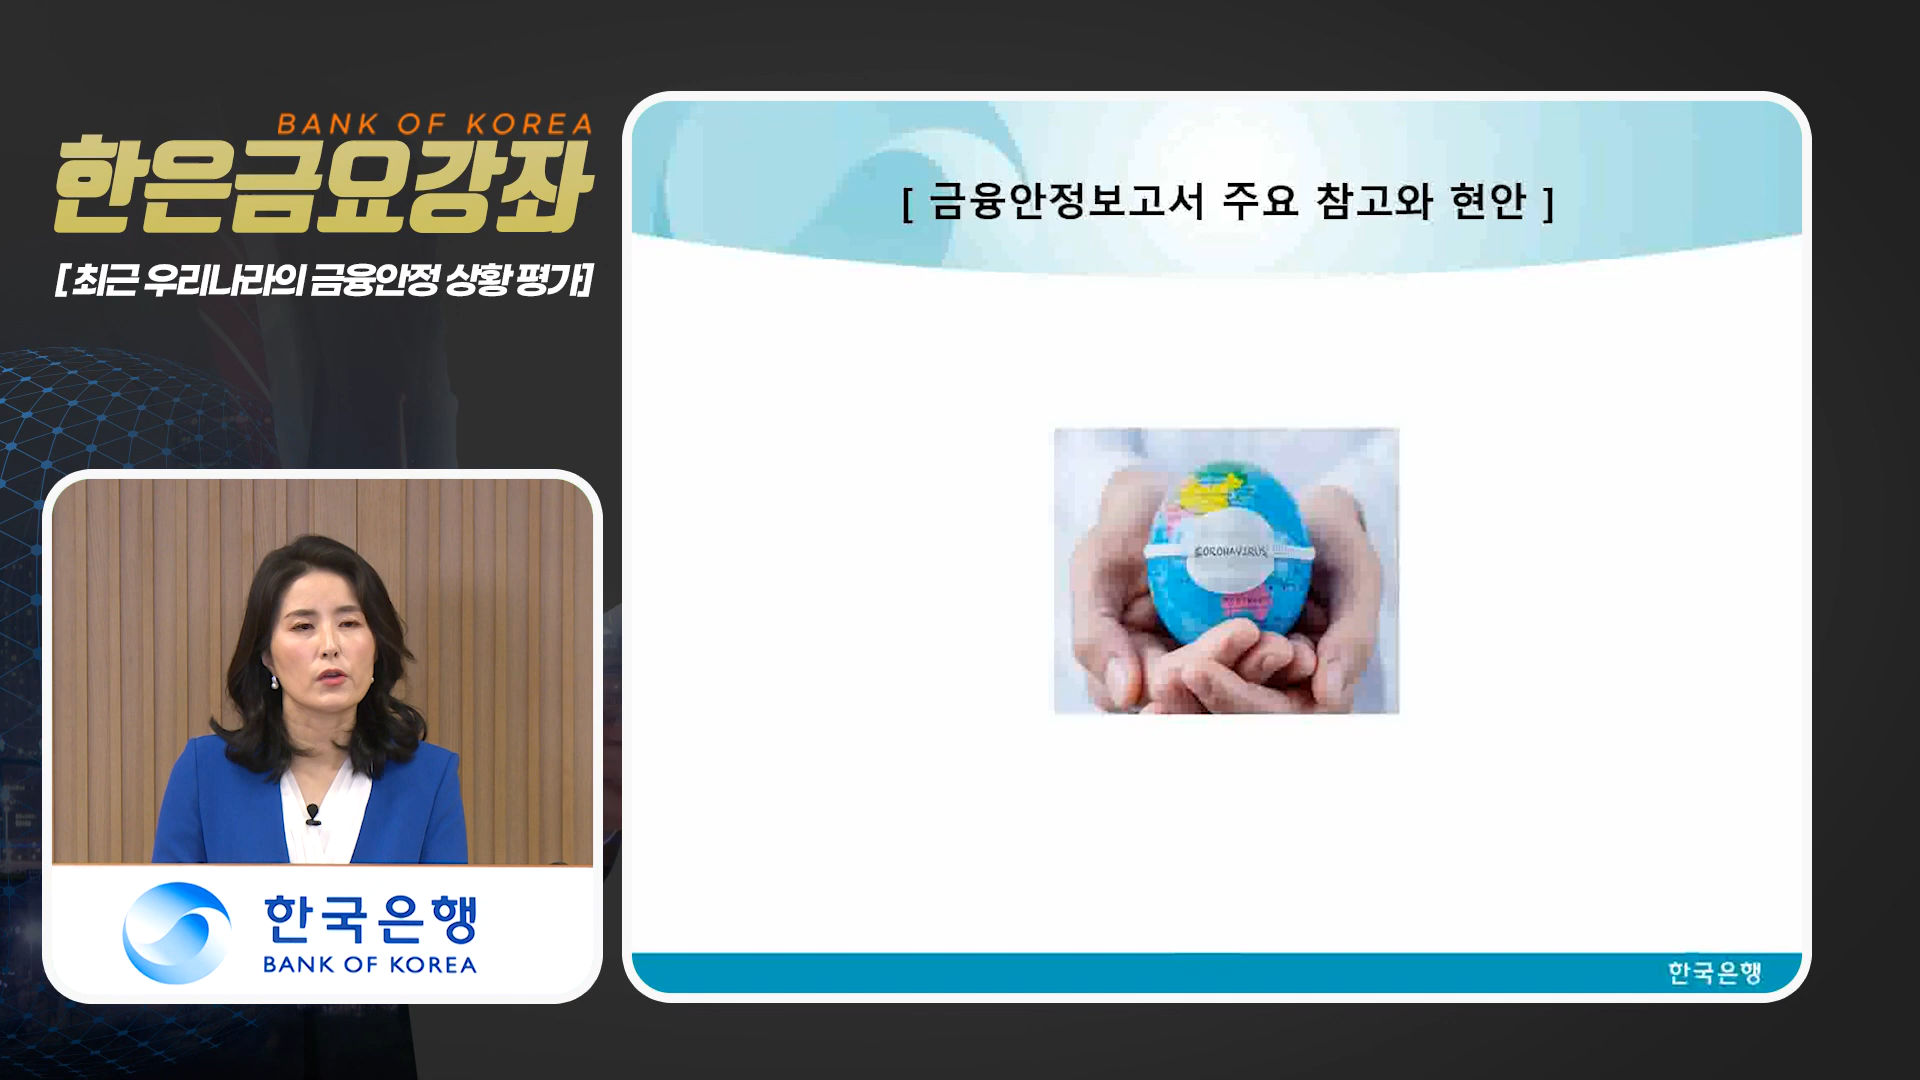 BANK OF KOREA
한은금요강좌
[ 최근 우리나라의 금융안정 상황 평가]
[ 금융안정보고서 주요 참고와 현안 ]
CORONAVIRUS
한국은행
BANK OF KOREA
한국은행